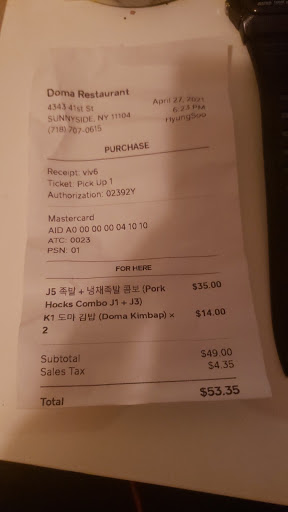 Doma Restaurant
4343 41st St
SUNNYSIDE, NY 11104
(718) 707-0615
April 27, 2021
6:23 PM
HyungSoo
PURCHASE
Receipt: viv6
Ticket: Pick Up 1
Authorization: 02392Y
Mastercard
AID A0 00 00 00 04 10 10
ATC: 0023
PSN: 01
FOR HERE
J5 족발 + 냉채족발 콤보 (Pork $35.00
Hocks Combo J1 + J3)
K1 도마 김밥 (Doma Kimbap) × $14.00
2
Subtotal $49.00
Sales Tax $4.35
Total $53.35